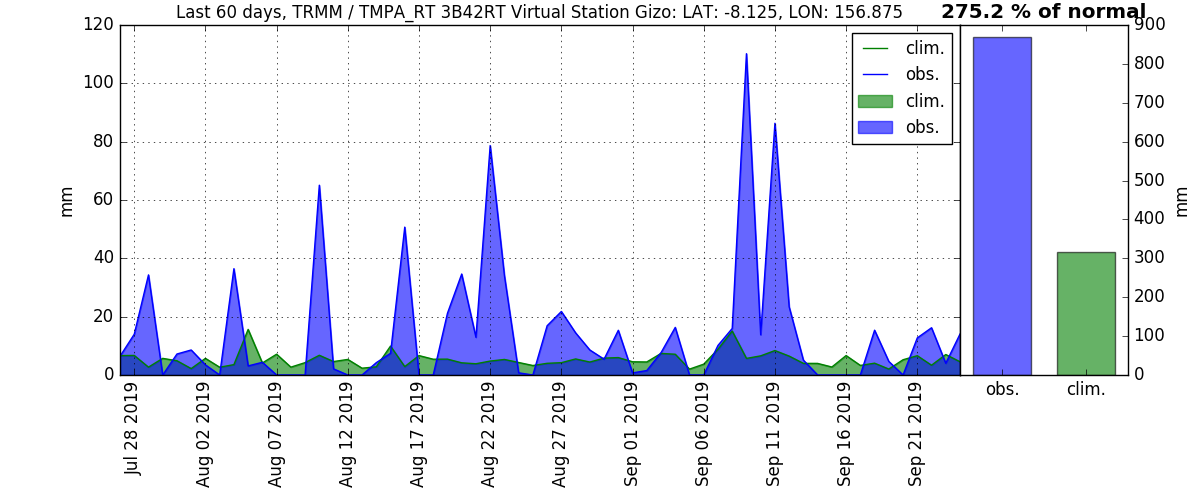 Last 60 days, TRMM / TMPA_RT 3B42RT Virtual Station Gizo: LAT: -8.125, LON: 156.875
275.2 % of normal
120
100
80
60
40
20
0
mm
clim.
obs.
clim.
obs.
900
800
700
600
500
400
300
200
100
0
mm
Jul 28 2019
Aug 02 2019
Aug 07 2019
Aug 12 2019
Aug 17 2019
Aug 22 2019
Aug 27 2019
Sep 01 2019
Sep 06 2019
Sep 11 2019
Sep 16 2019
Sep 21 2019
obs.
clim.